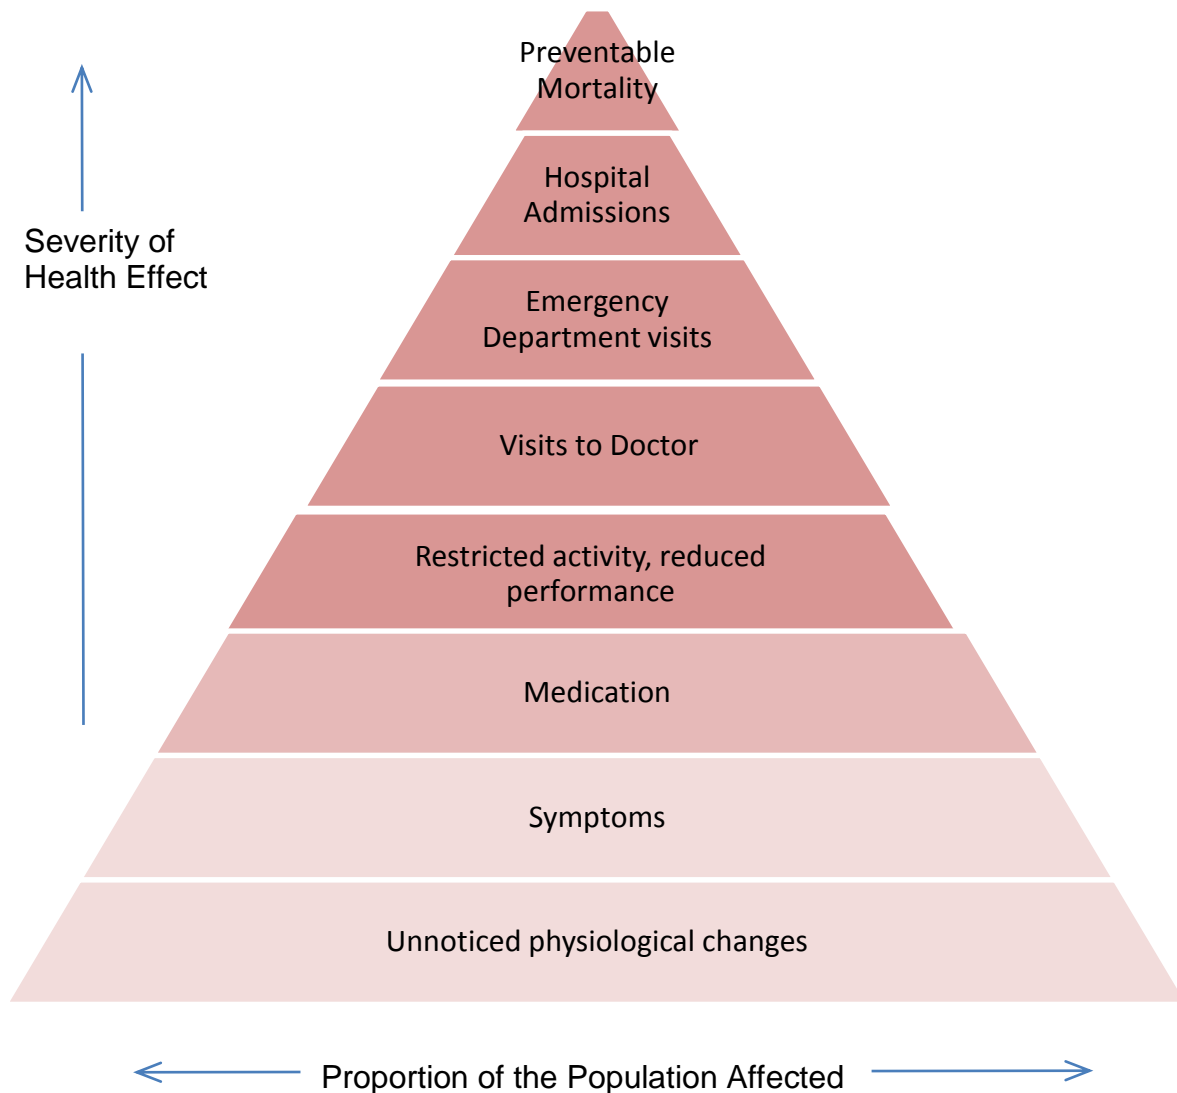 Preventable
Mortality
Hospital
Admissions
Severity of
Health Effect
Emergency
Department visits
Visits to Doctor
Restricted activity, reduced
performance
Medication
Symptoms
Unnoticed physiological changes
Proportion of the Population Affected